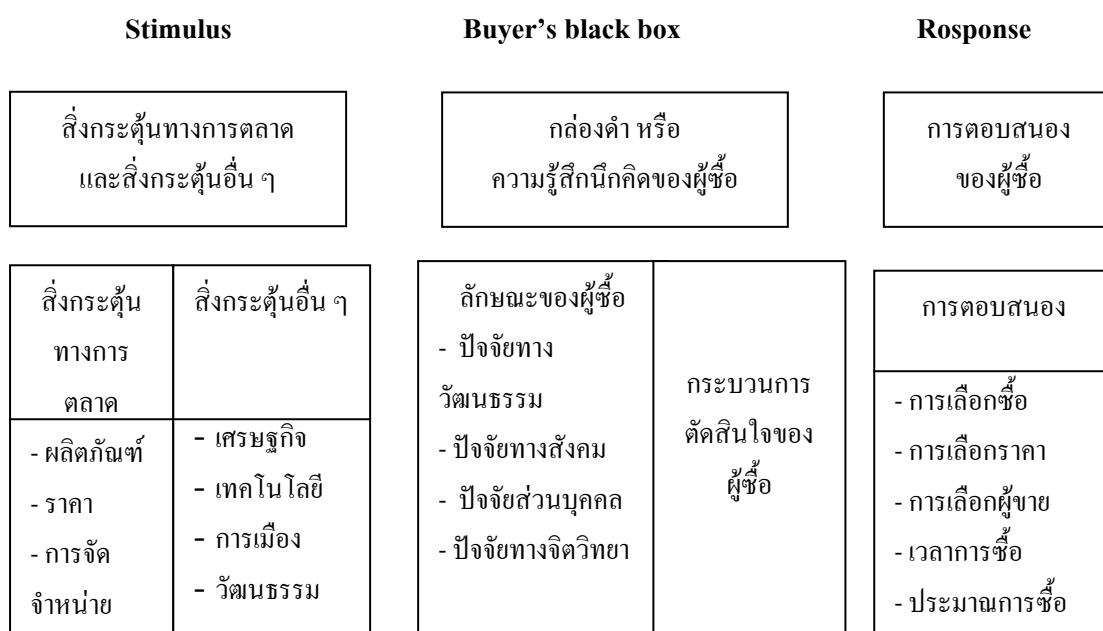 Stimulus
Buyer’s black box
Rosponse
สิ่งกระตุ้นทางการตลาด
และสิ่งกระตุ้นอื่น ๆ
กล่องดำ หรือ
ความรู้สึกนึกคิดของผู้ซื้อ
การตอบสนอง
ของผู้ซื้อ
สิ่งกระตุ้น
ทางการ
ตลาด
สิ่งกระตุ้นอื่น ๆ
- ผลิตภัณฑ์
- ราคา
- การจัด
จำหน่าย
- เศรษฐกิจ
- เทคโนโลยี
- การเมือง
- วัฒนธรรม
ลักษณะของผู้ซื้อ
- ปัจจัยทาง
วัฒนธรรม
- ปัจจัยทางสังคม
- ปัจจัยส่วนบุคคล
- ปัจจัยทางจิตวิทยา
กระบวนการ
ตัดสินใจของ
ผู้ซื้อ
การตอบสนอง
- การเลือกซื้อ
- การเลือกราคา
- การเลือกผู้ขาย
- เวลาการซื้อ
- ประมาณการซื้อ